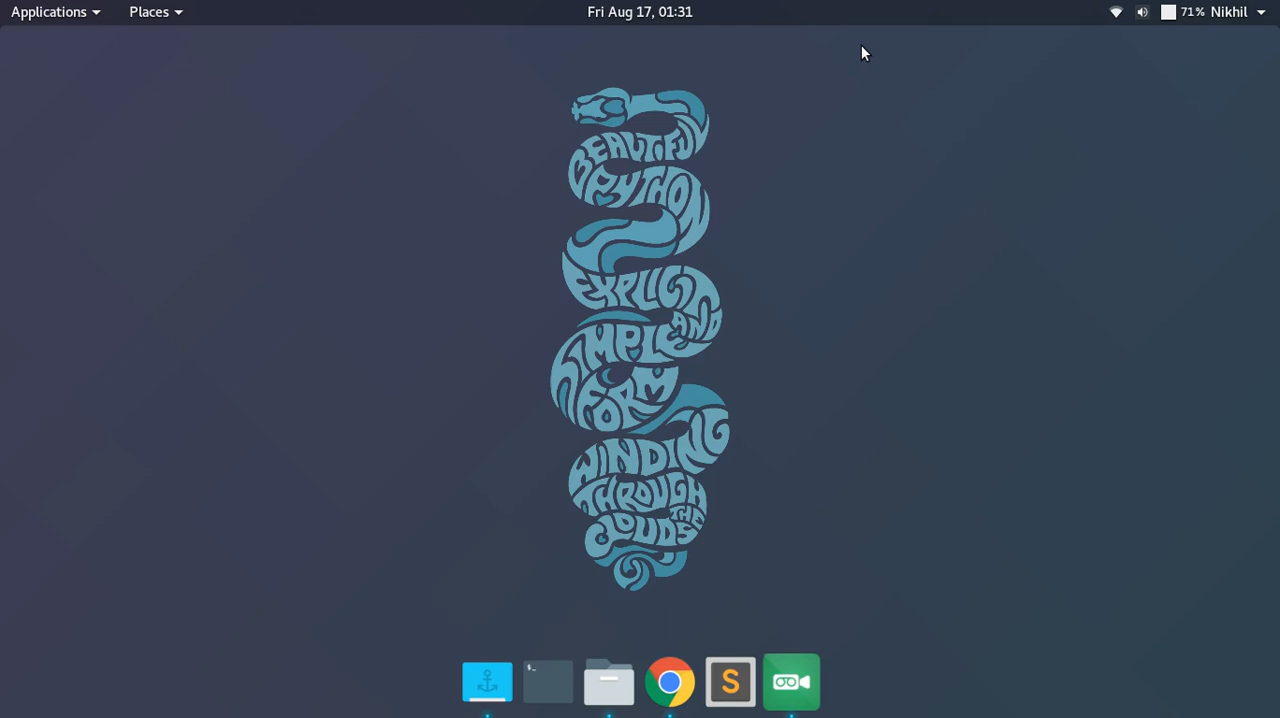 Applications Places Fri Aug 17, 01:31 71% Nikhil
BEAUTIFUL
PYTHON
EXPLICIT
AND
SIMPLE
FORM
WINDING
THROUGH
THE
CLOUDS
$_
S